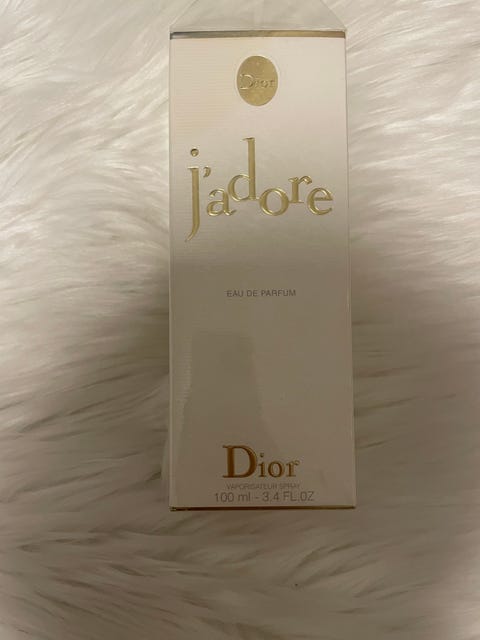 Dior
j'adore
EAU DE PARFUM
Dior
VAPORISATEUR SPRAY
100 ml - 3.4 FL.OZ